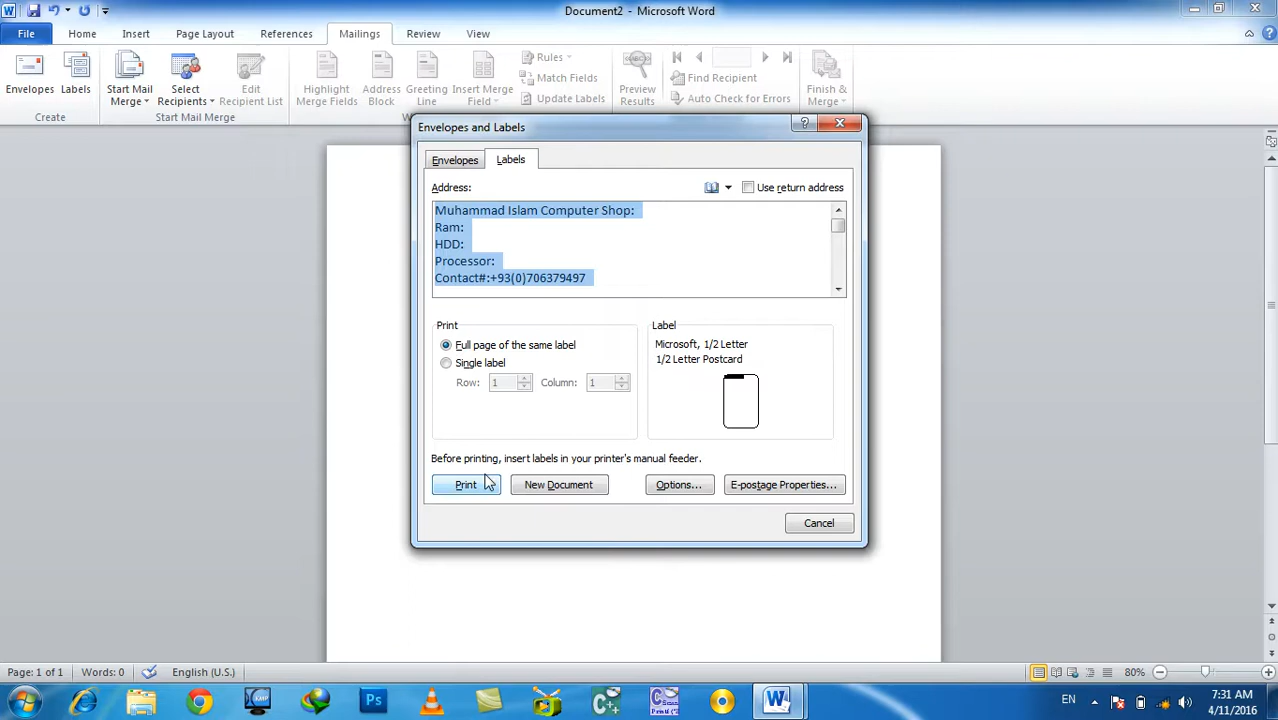 Document2 - Microsoft Word
File Home Insert Page Layout References Mailings Review View
Envelopes Labels Start Mail Merge Select Recipients Edit Recipient List Highlight Merge Fields Address Block Greeting Line Insert Merge Field Rules Match Fields Update Labels Preview Results Find Recipient Auto Check for Errors Finish & Merge
Create Start Mail Merge W
Envelopes and Labels
Envelopes Labels
Address: Use return address
Muhammad Islam Computer Shop:
Ram:
HDD:
Processor:
Contact#:+93(0)706379497
Print Label
Full page of the same label Microsoft, 1/2 Letter
Single label 1/2 Letter Postcard
Row: 1 Column: 1
Before printing, insert labels in your printer's manual feeder.
Print New Document Options... E-postage Properties...
Cancel
Page: 1 of 1 Words: 0 English (U.S.) 80%
EN 7:31 AM
4/11/2016